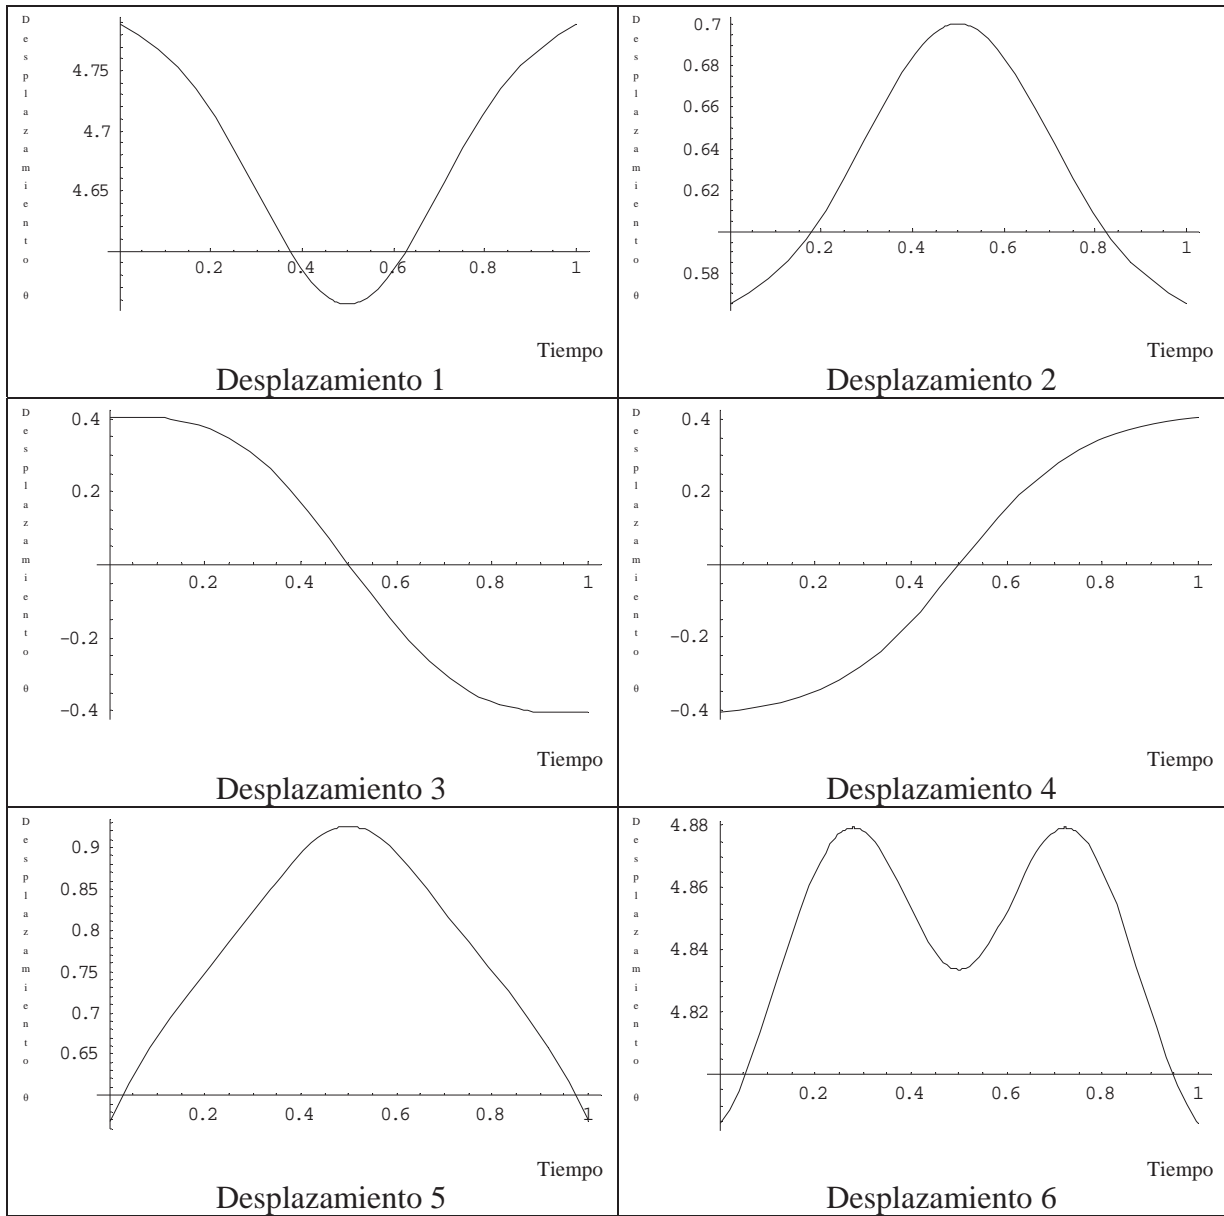 Desplazamiento θ
4.75
4.7
4.65
0.2 0.4 0.6 0.8 1
Tiempo
Desplazamiento 1
Desplazamiento θ
0.7
0.68
0.66
0.64
0.62
0.58
0.2 0.4 0.6 0.8 1
Tiempo
Desplazamiento 2
Desplazamiento θ
0.4
0.2
-0.2
-0.4
0.2 0.4 0.6 0.8 1
Tiempo
Desplazamiento 3
Desplazamiento θ
0.4
0.2
-0.2
-0.4
0.2 0.4 0.6 0.8 1
Tiempo
Desplazamiento 4
Desplazamiento θ
0.9
0.85
0.8
0.75
0.7
0.65
0.2 0.4 0.6 0.8 1
Tiempo
Desplazamiento 5
Desplazamiento θ
4.88
4.86
4.84
4.82
0.2 0.4 0.6 0.8 1
Tiempo
Desplazamiento 6